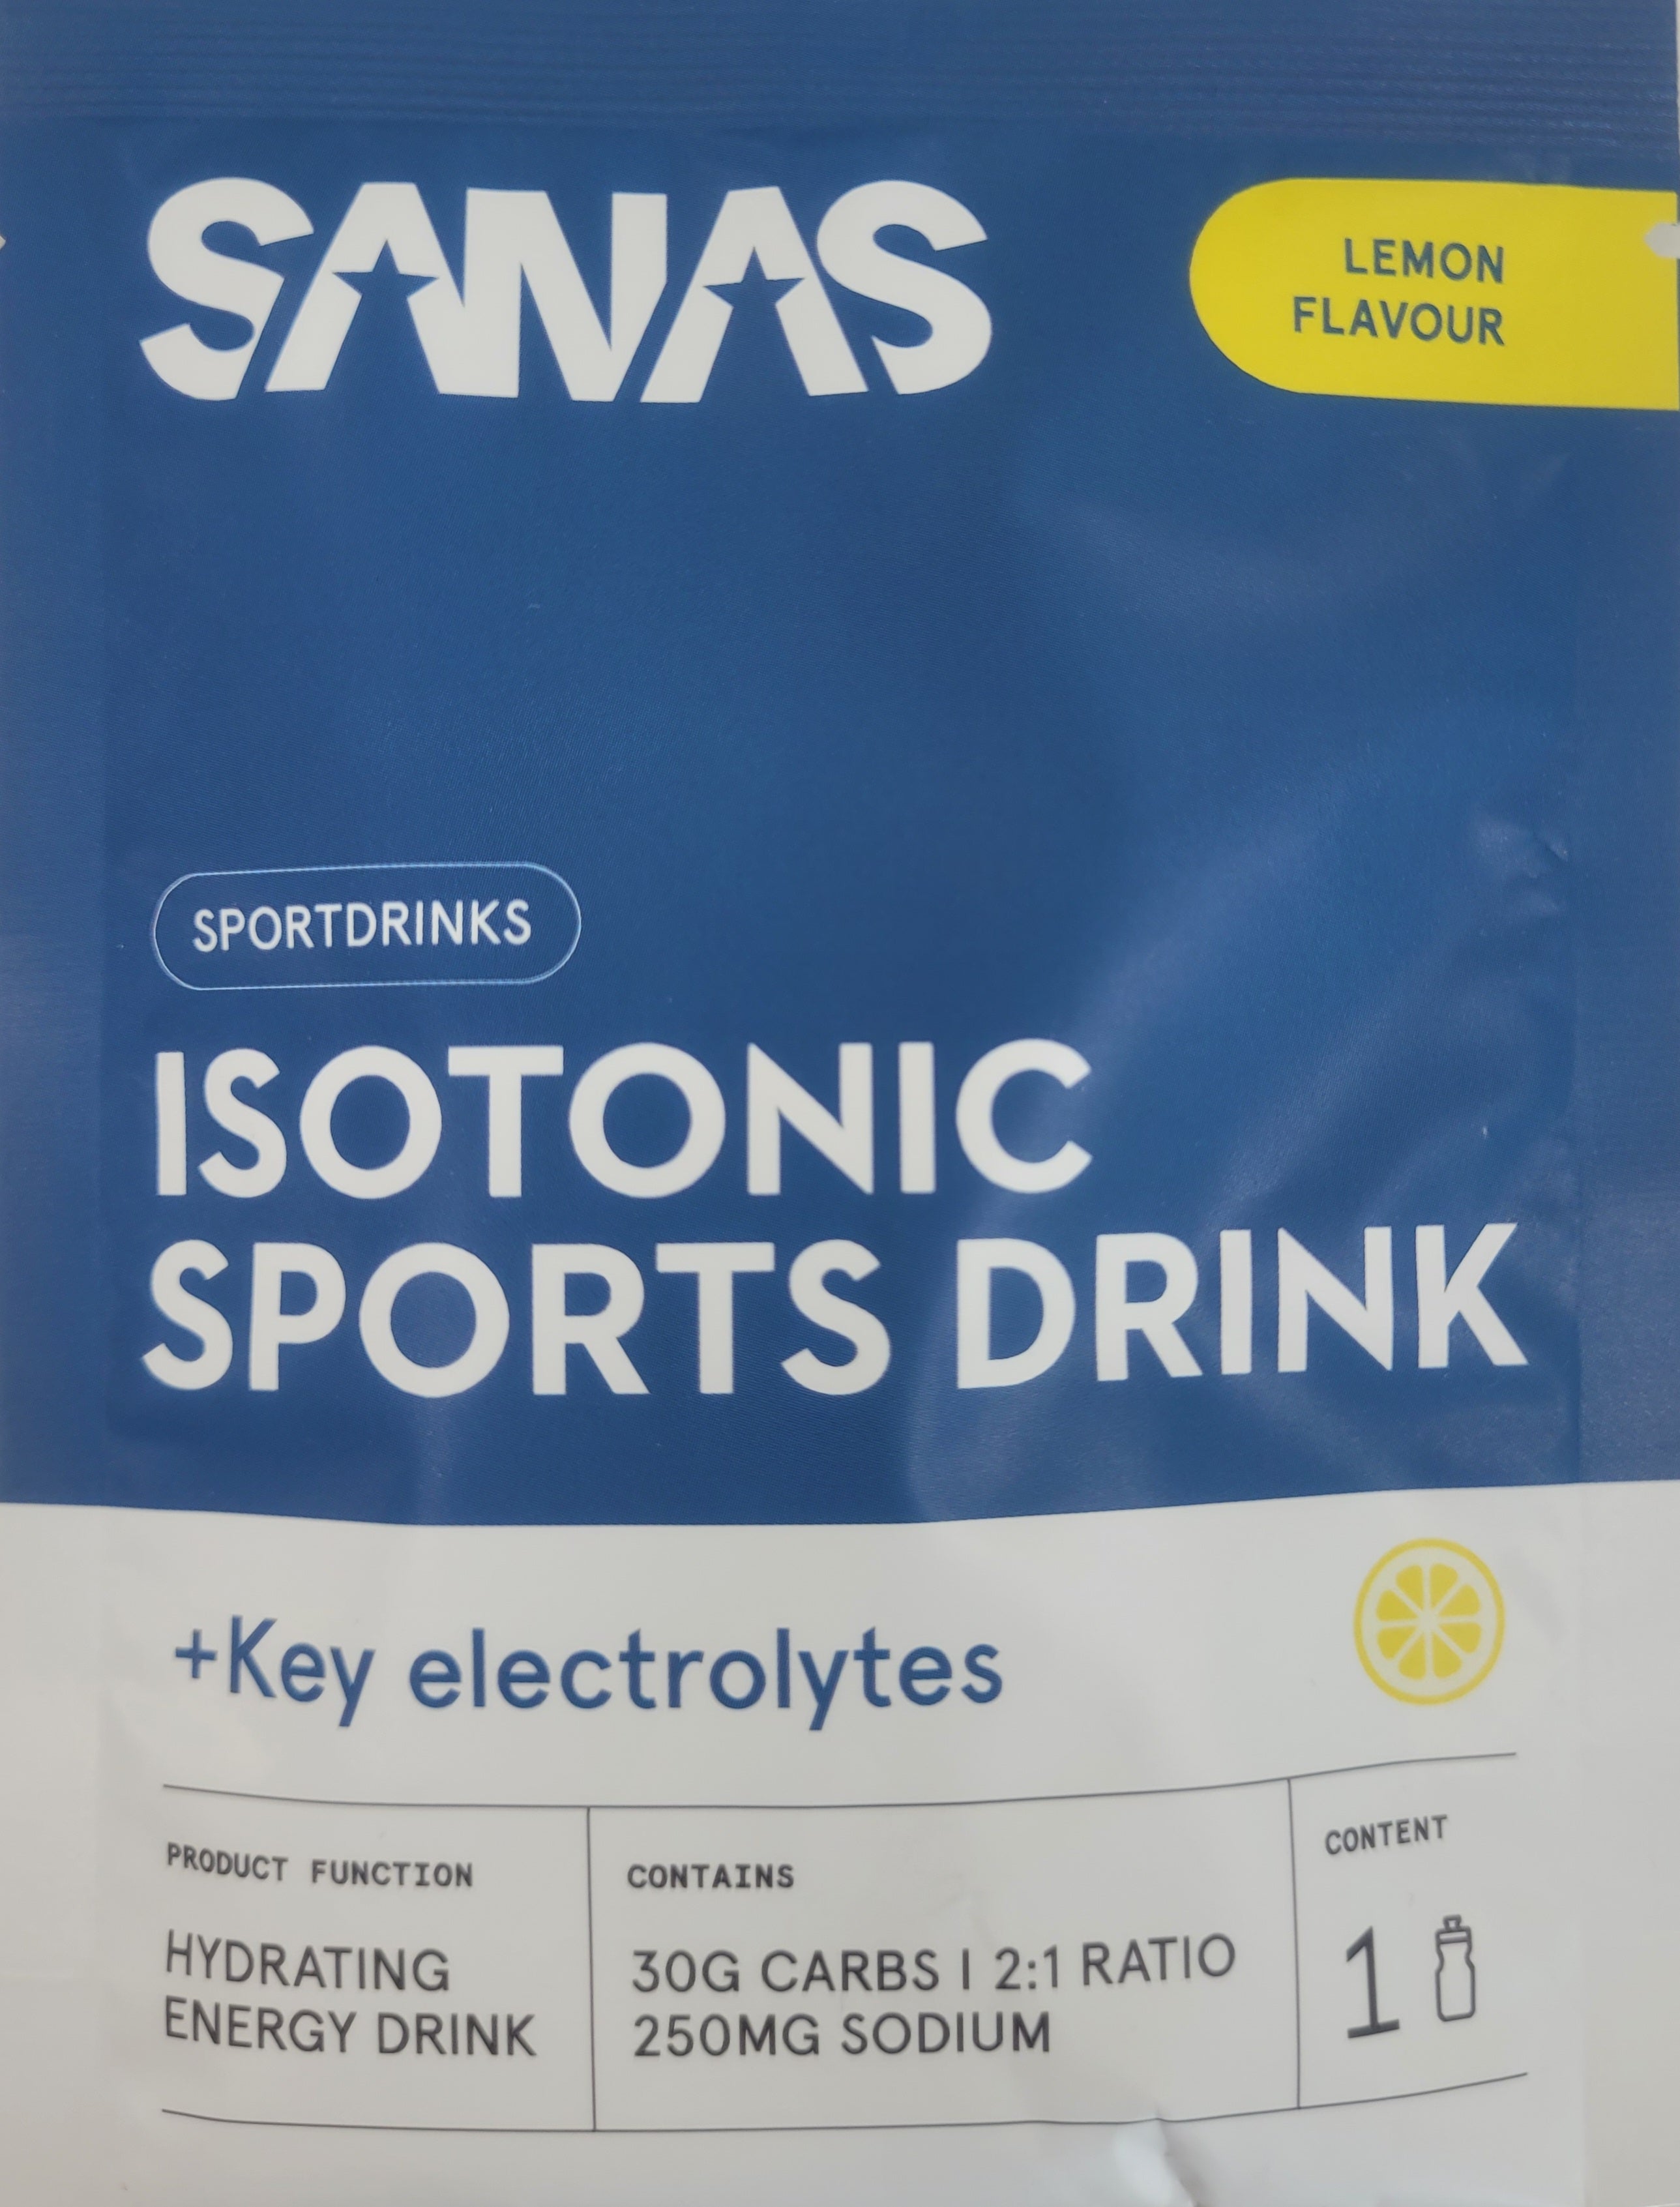 SANAS
LEMON
FLAVOUR
SPORTDRINKS
ISOTONIC
SPORTS DRINK
+Key electrolytes
PRODUCT FUNCTION
HYDRATING
ENERGY DRINK
CONTAINS
30G CARBS | 2:1 RATIO
250MG SODIUM
CONTENT
1